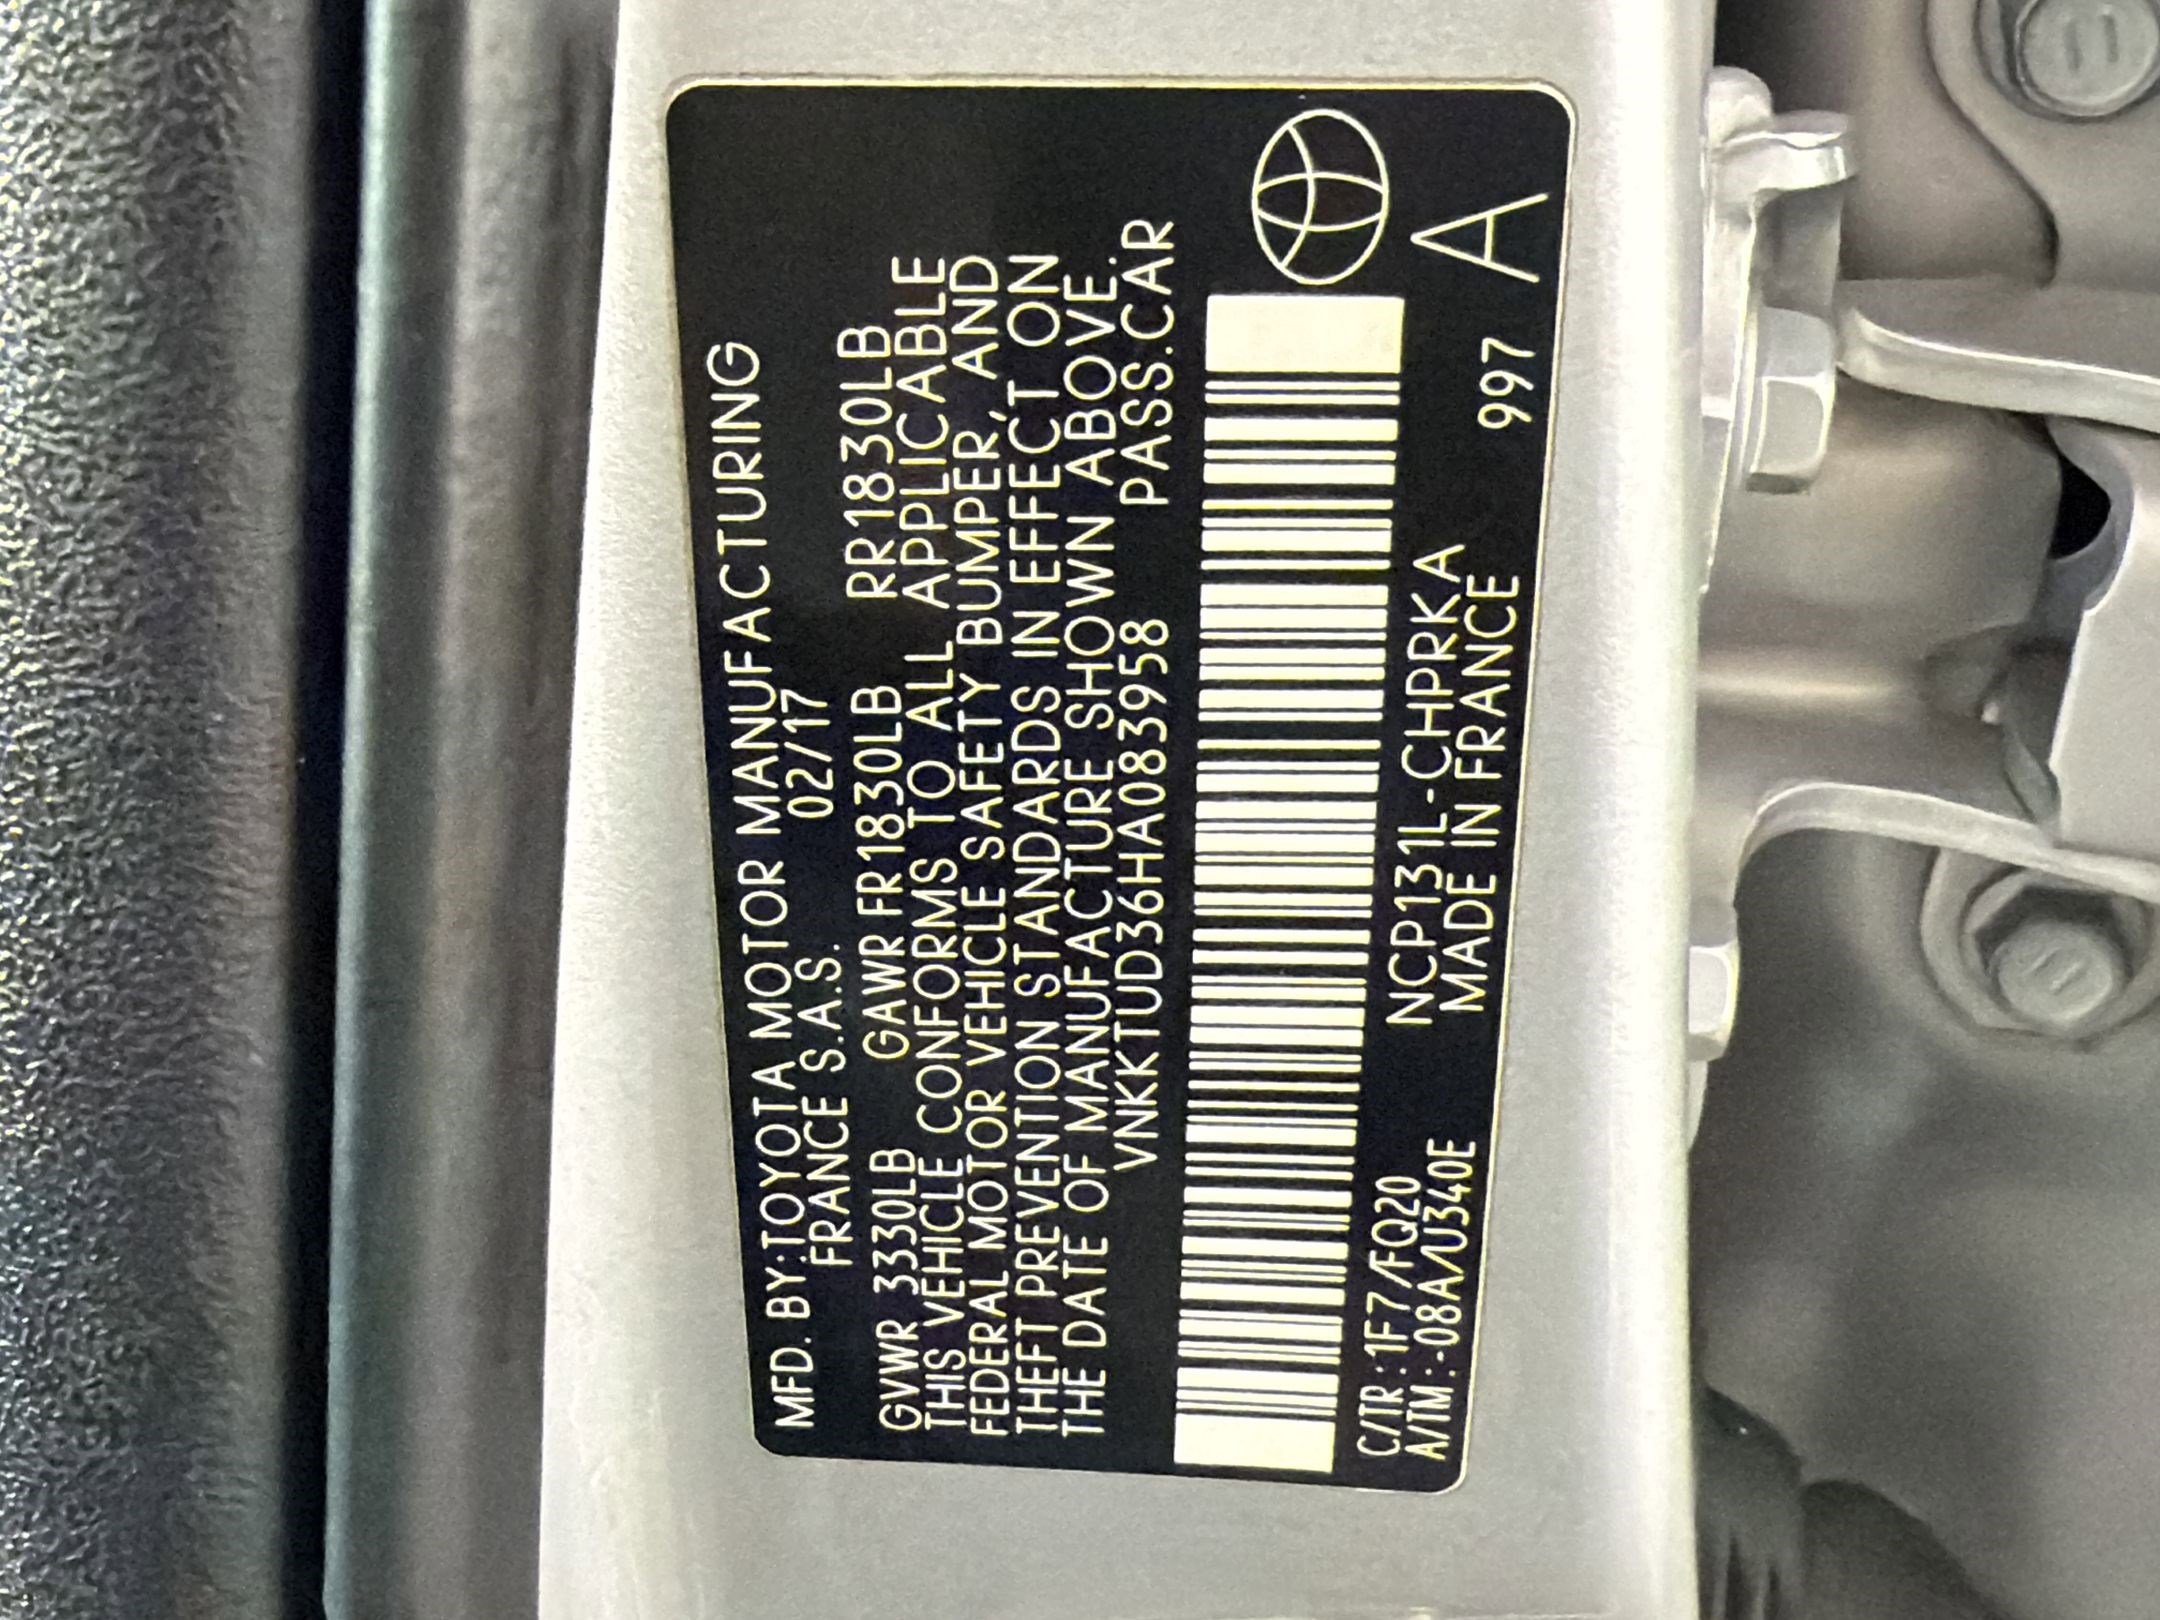 MFD. BY:TOYOTA MOTOR MANUFACTURING
FRANCE S.A.S. 02/17
GVWR 3330LB GAWR FR1830LB RR1830LB
THIS VEHICLE CONFORMS TO ALL APPLICABLE
FEDERAL MOTOR VEHICLE SAFETY BUMPER, AND
THEFT PREVENTION STANDARDS IN EFFECT ON
THE DATE OF MANUFACTURE SHOWN ABOVE.
VNKKTUD36HA083958 PASS.CAR
C/TR : 1F7 /FQ20 NCP131L-CHPRKA A
A/TM : -08A/U340E MADE IN FRANCE 997